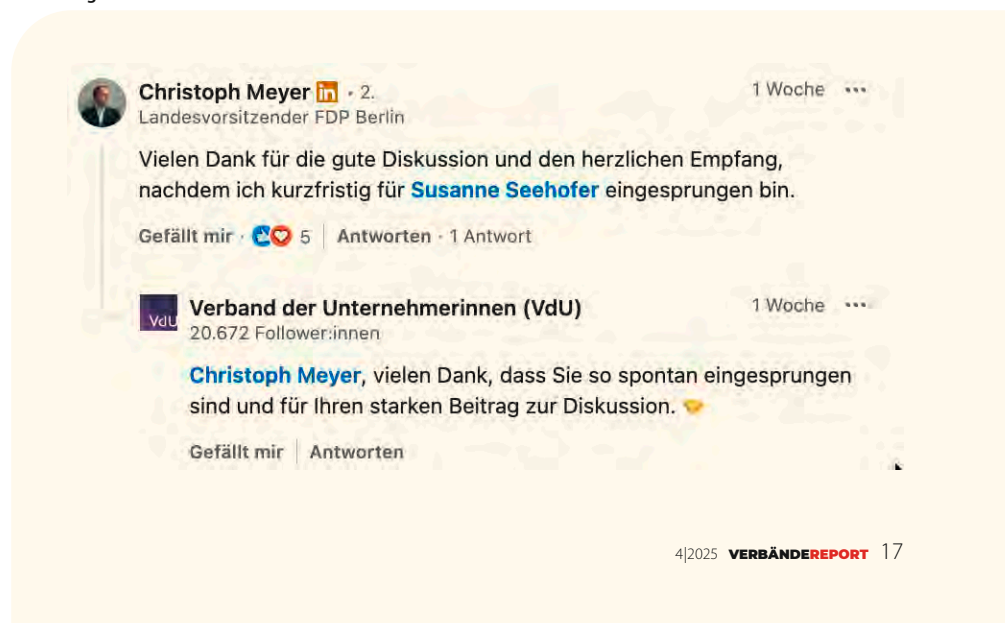 Christoph Meyer in · 2.
1 Woche ···
Landesvorsitzender FDP Berlin
Vielen Dank für die gute Diskussion und den herzlichen Empfang,
nachdem ich kurzfristig für Susanne Seehofer eingesprungen bin.
Gefällt mir · 5 | Antworten · 1 Antwort
VdU
Verband der Unternehmerinnen (VdU)
1 Woche ···
20.672 Follower:innen
Christoph Meyer, vielen Dank, dass Sie so spontan eingesprungen
sind und für Ihren starken Beitrag zur Diskussion. 🤝
Gefällt mir | Antworten
4|2025 VERBÄNDEREPORT 17